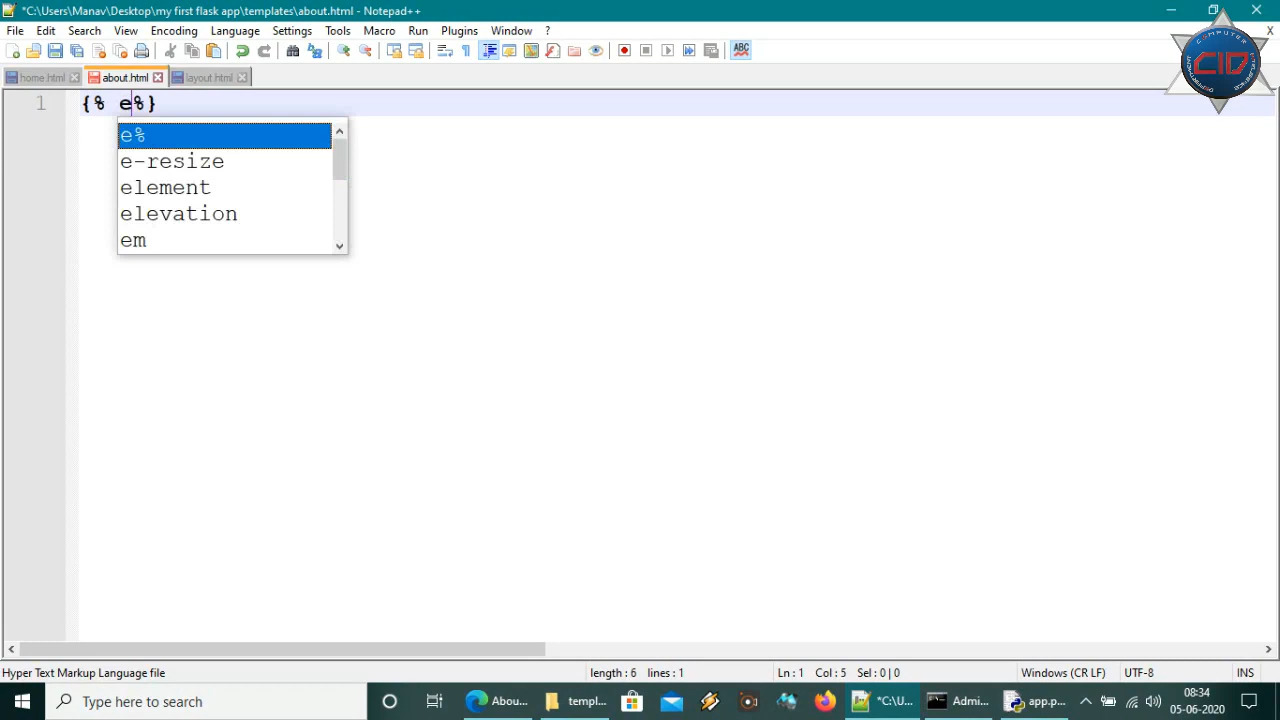 *C:\Users\Manav\Desktop\my first flask app\templates\about.html - Notepad++
File Edit Search View Encoding Language Settings Tools Macro Run Plugins Window ? X
ABC
home.html about.html layout.html
COMPUTER
CID
1 {% e%}
e%
e-resize
element
elevation
em
Hyper Text Markup Language file length : 6 lines : 1 Ln : 1 Col : 5 Sel : 0 | 0 Windows (CR LF) UTF-8 INS
Type here to search Abou... templ... *C:\U... Admi... app.p... 08:34
05-06-2020